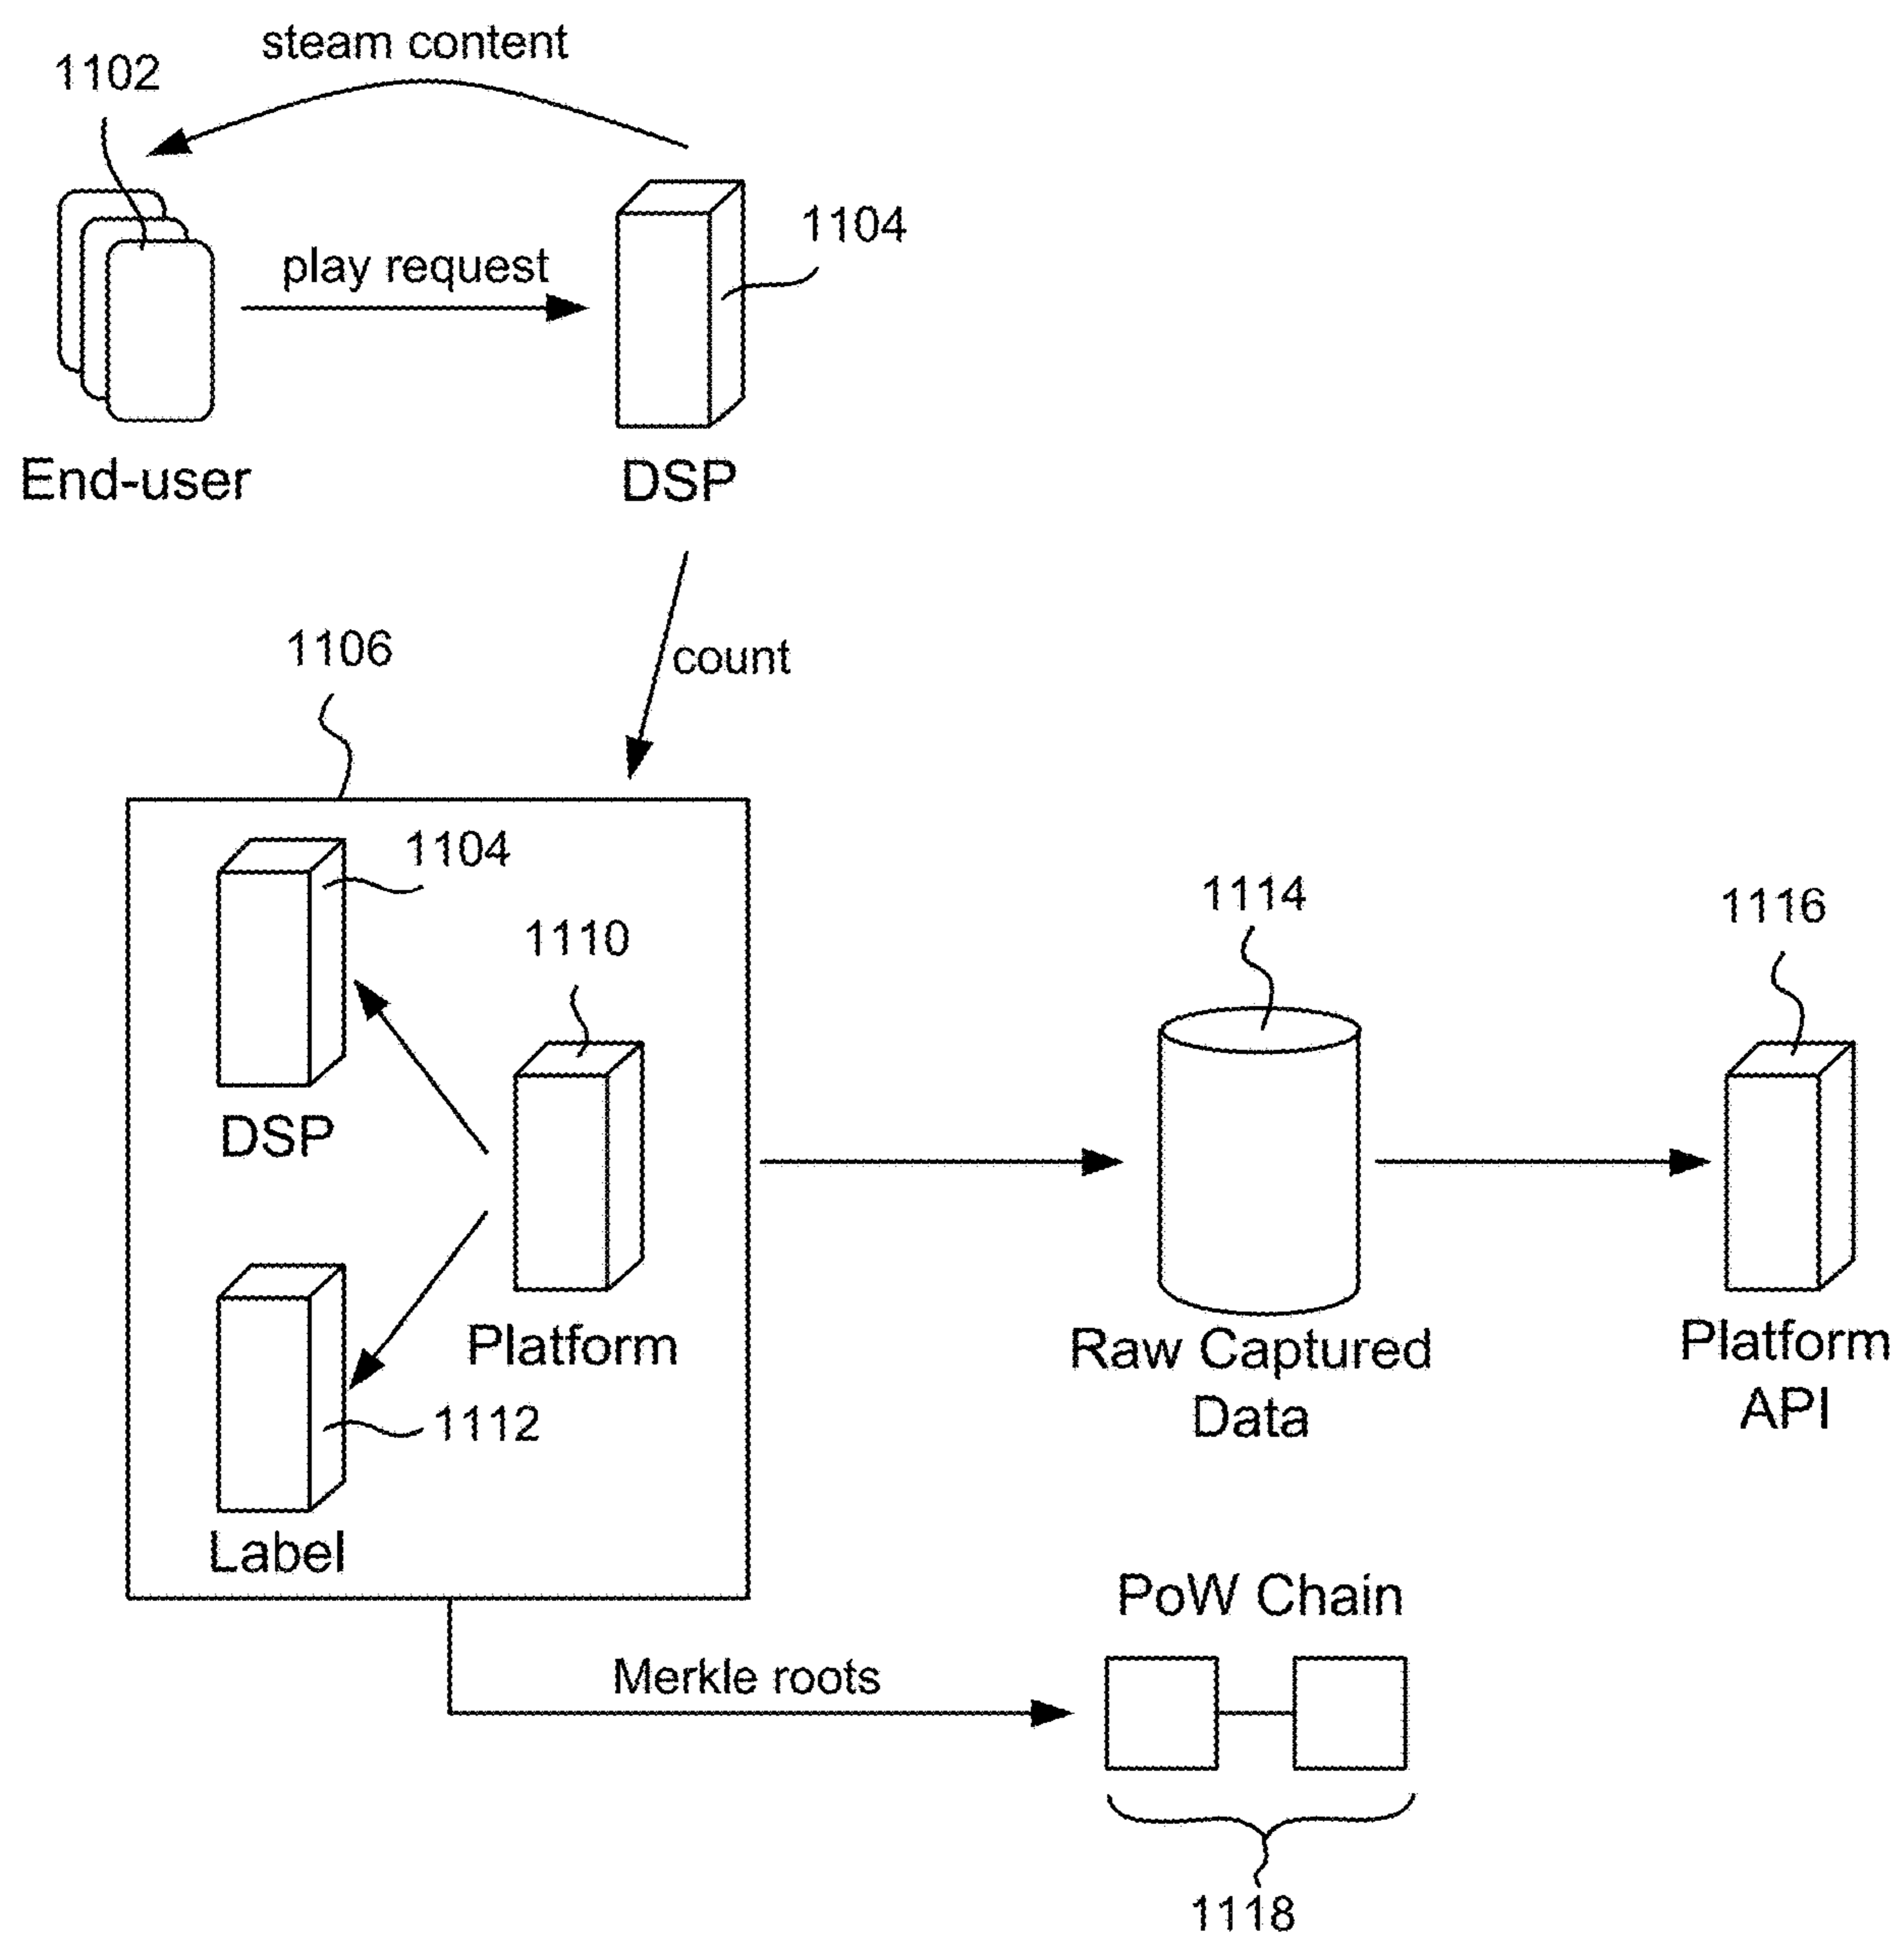 steam content
1102
1104
play request
End-user
DSP
count
1106
1104
1110
1114
1116
DSP
Platform
Raw Captured
Data
Platform
API
1112
Label
PoW Chain
Merkle roots
1118